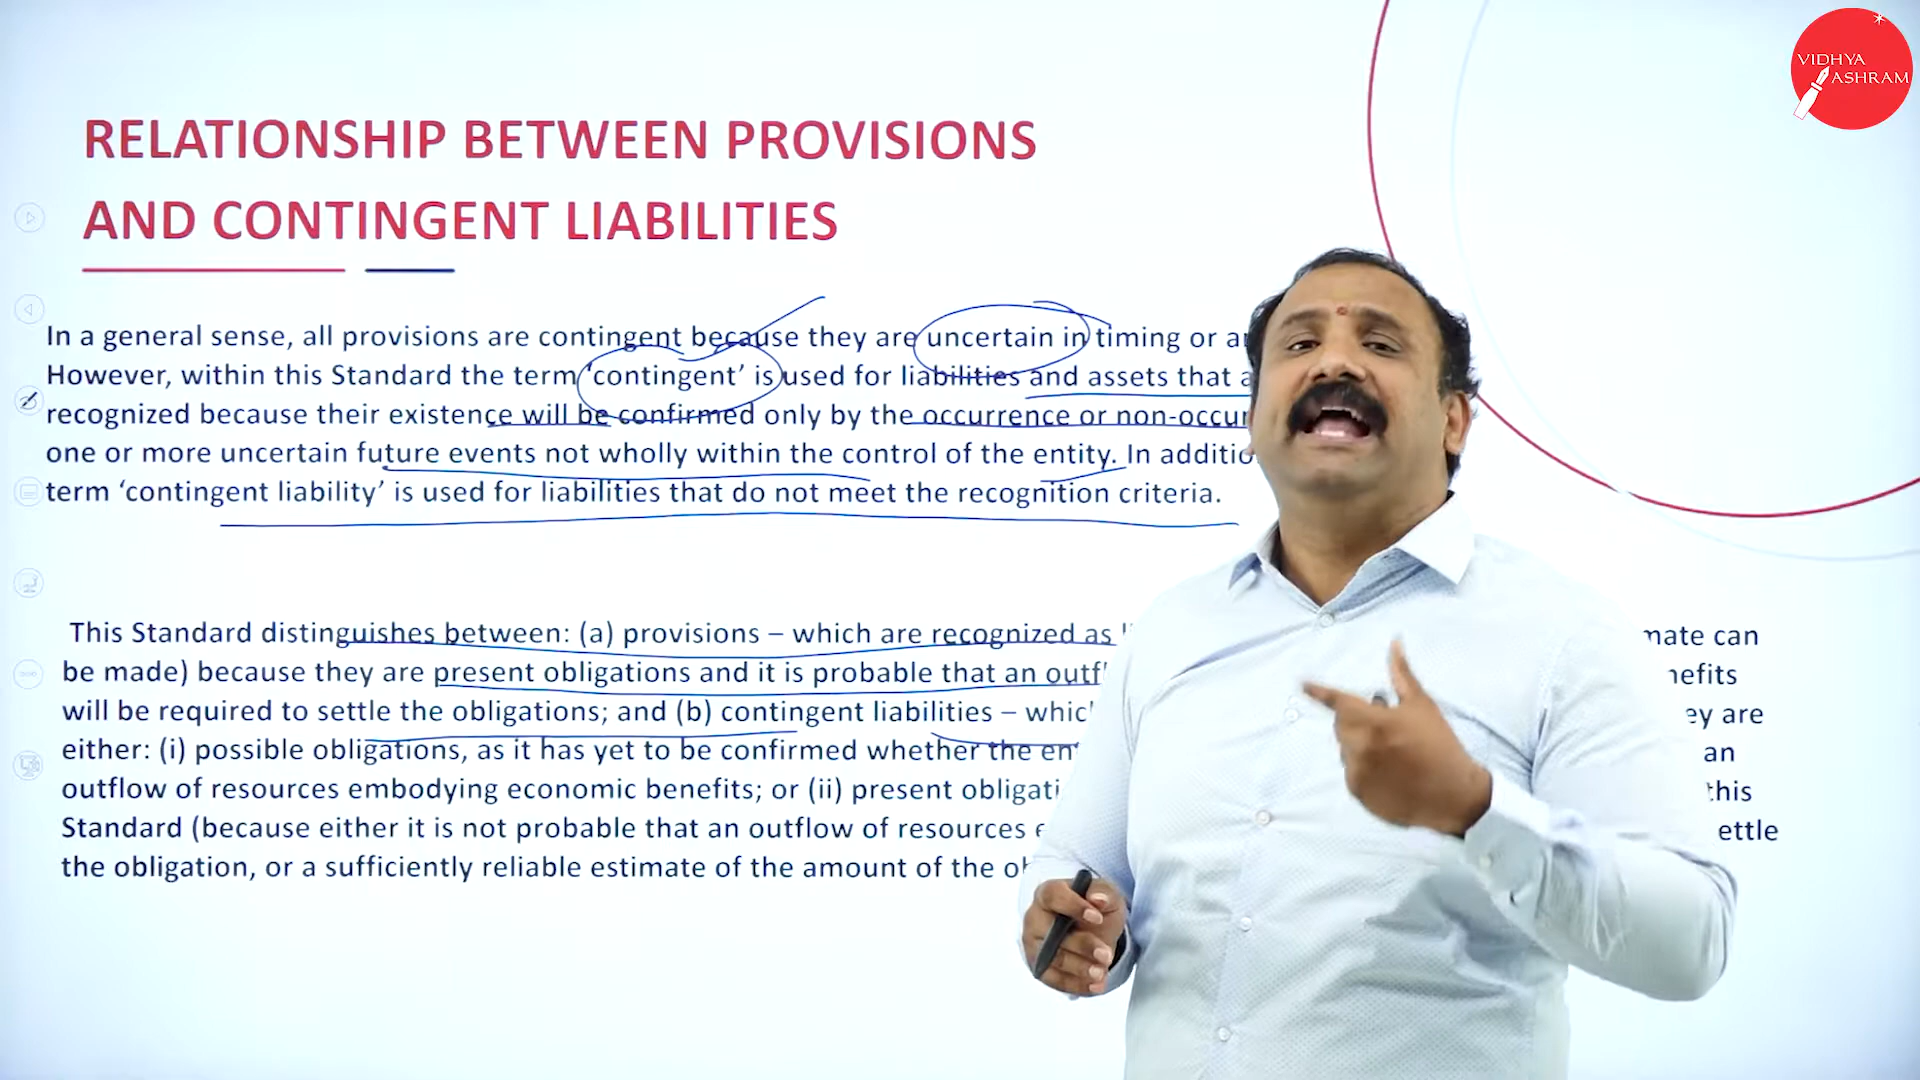 VIDHYA
ASHRAM
RELATIONSHIP BETWEEN PROVISIONS
AND CONTINGENT LIABILITIES
In a general sense, all provisions are contingent because they are uncertain in timing or
However, within this Standard the term ‘contingent’ is used for liabilities and assets that
recognized because their existence will be confirmed only by the occurrence or
one or more uncertain future events not wholly within the control of the entity. In
term ‘contingent liability’ is used for liabilities that do not meet the recognition criteria.
This Standard distinguishes between: (a) provisions – which are recognized as mate can
be made) because they are present obligations and it is probable that an nefits
will be required to settle the obligations; and (b) contingent liabilities – ey are
either: (i) possible obligations, as it has yet to be confirmed whether the an
outflow of resources embodying economic benefits; or (ii) present this
Standard (because either it is not probable that an outflow of resources ettle
the obligation, or a sufficiently reliable estimate of the amount of the